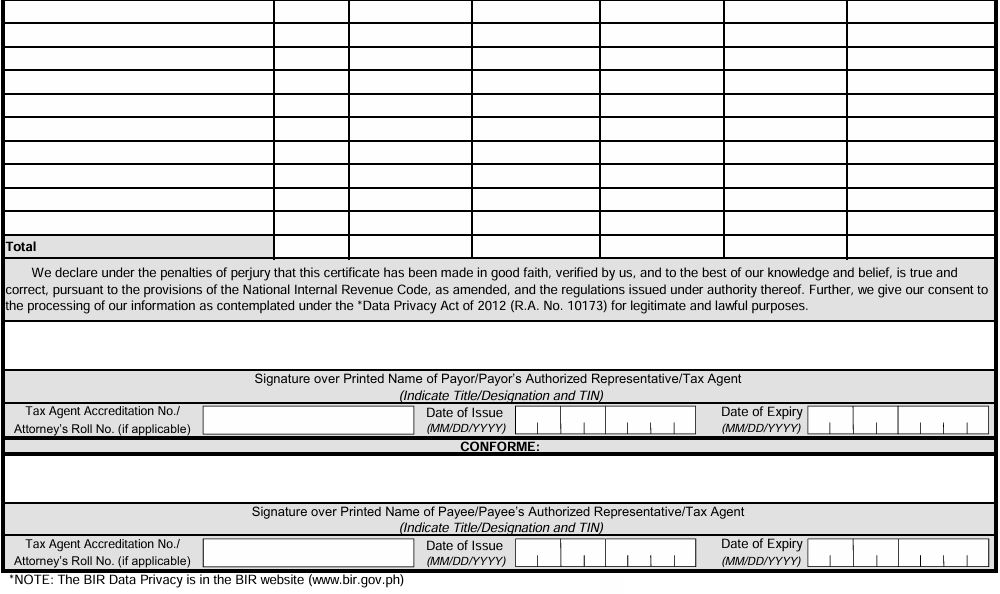 Total
We declare under the penalties of perjury that this certificate has been made in good faith, verified by us, and to the best of our knowledge and belief, is true and
correct, pursuant to the provisions of the National Internal Revenue Code, as amended, and the regulations issued under authority thereof. Further, we give our consent to
the processing of our information as contemplated under the *Data Privacy Act of 2012 (R.A. No. 10173) for legitimate and lawful purposes.
Signature over Printed Name of Payor/Payor's Authorized Representative/Tax Agent
(Indicate Title/Designation and TIN)
Tax Agent Accreditation No./
Attorney's Roll No. (if applicable)
Date of Issue
(MM/DD/YYYY)
Date of Expiry
(MM/DD/YYYY)
CONFORME:
Signature over Printed Name of Payee/Payee's Authorized Representative/Tax Agent
(Indicate Title/Designation and TIN)
Tax Agent Accreditation No./
Attorney's Roll No. (if applicable)
Date of Issue
(MM/DD/YYYY)
Date of Expiry
(MM/DD/YYYY)
*NOTE: The BIR Data Privacy is in the BIR website (www.bir.gov.ph)